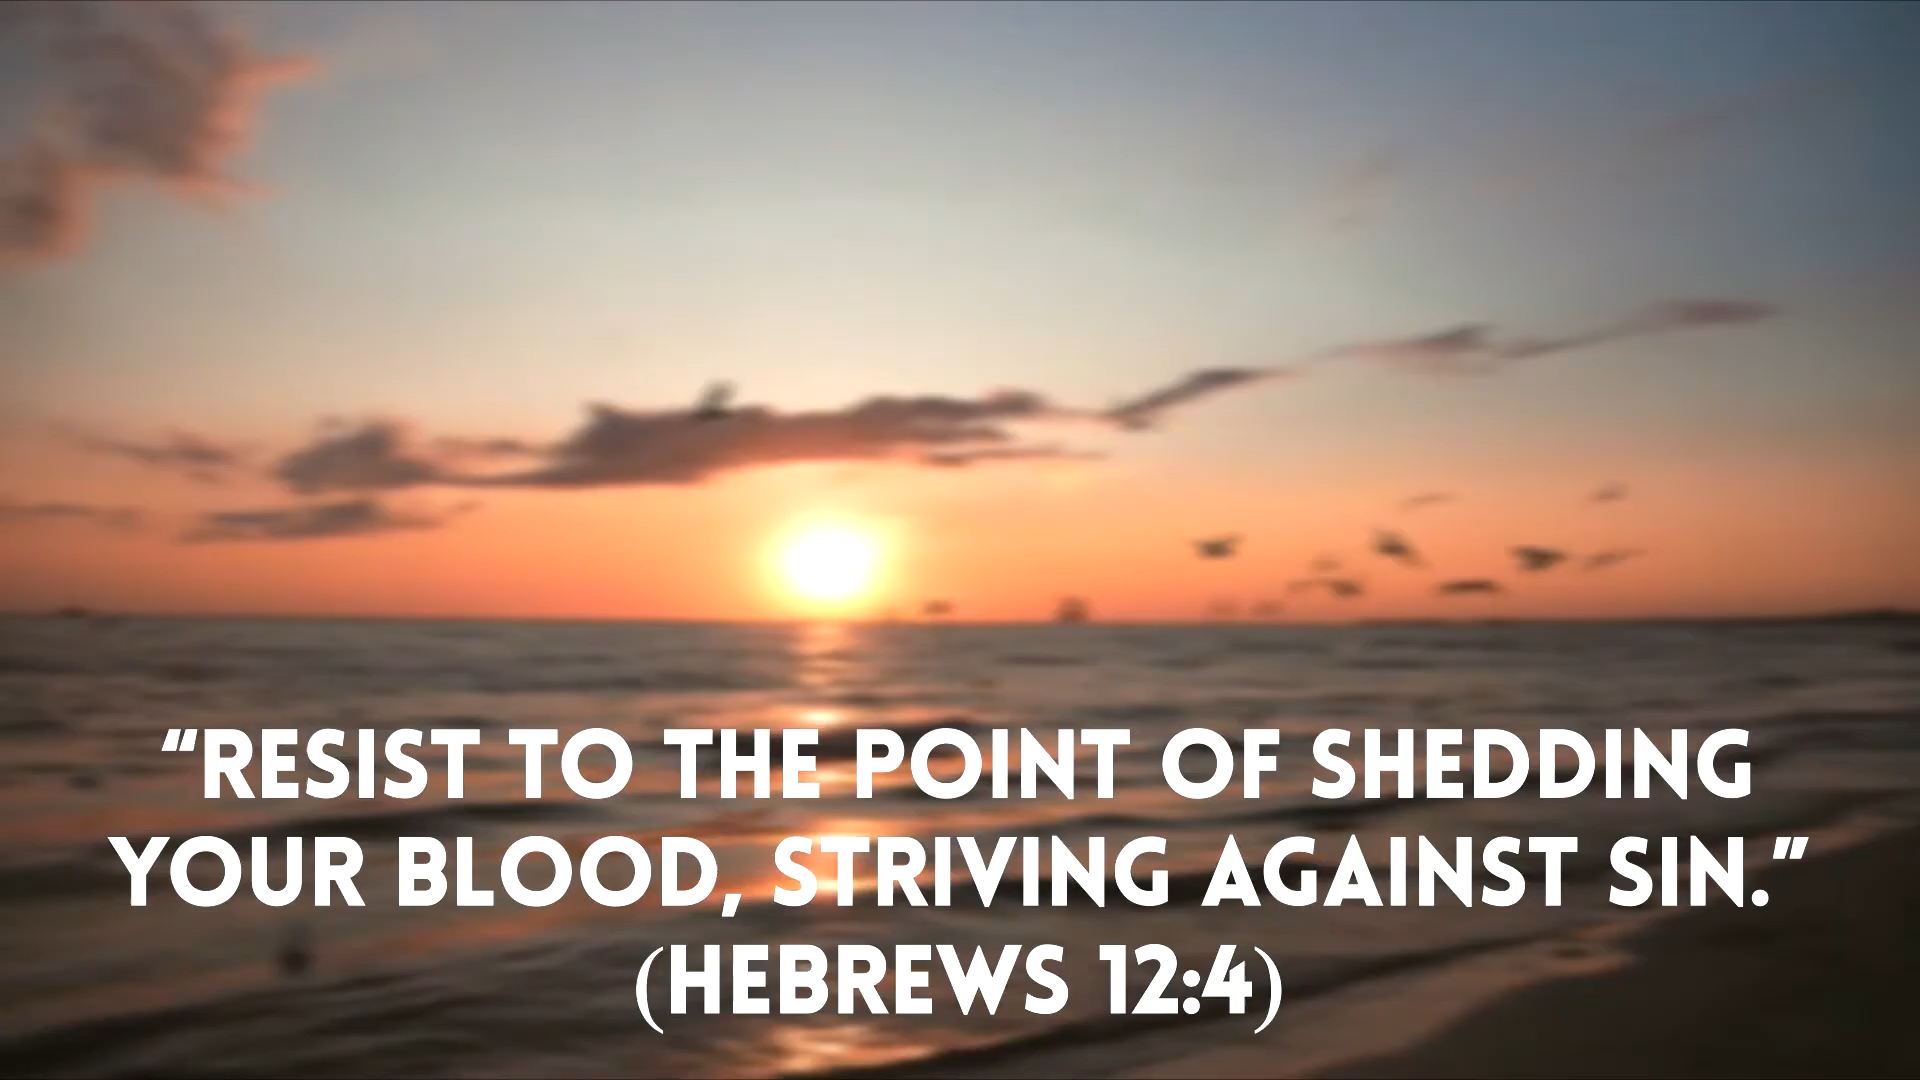 “RESIST TO THE POINT OF SHEDDING
YOUR BLOOD, STRIVING AGAINST SIN.”
(HEBREWS 12:4)